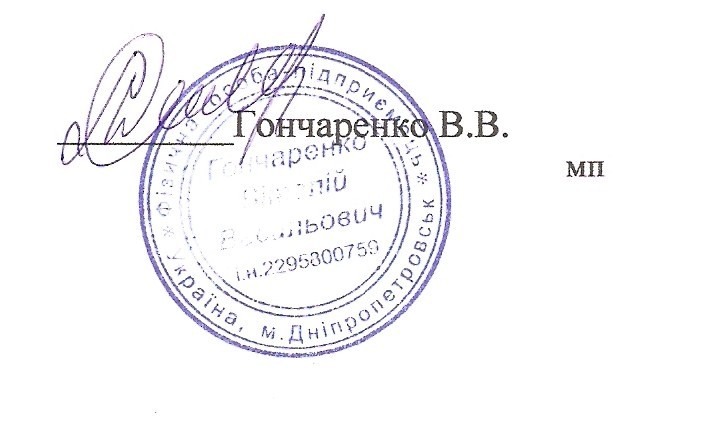 Гончаренко В.В.
мп
*Фізична особа-підприємець*
Україна, м.Дніпропетровськ
Гончаренко
Віталій
Васильович
і.н.2295800759